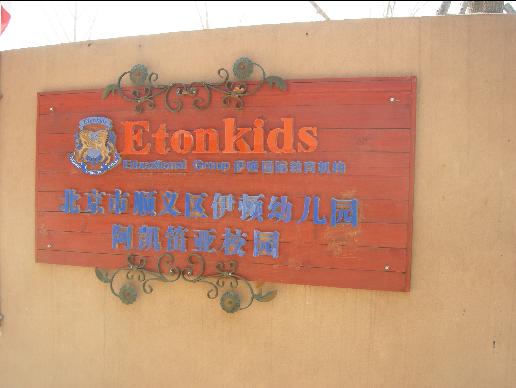 Etonkids
Etonkids
Educational Group 伊顿国际教育机构
北京市顺义区伊顿幼儿园
阿凯笛亚校园